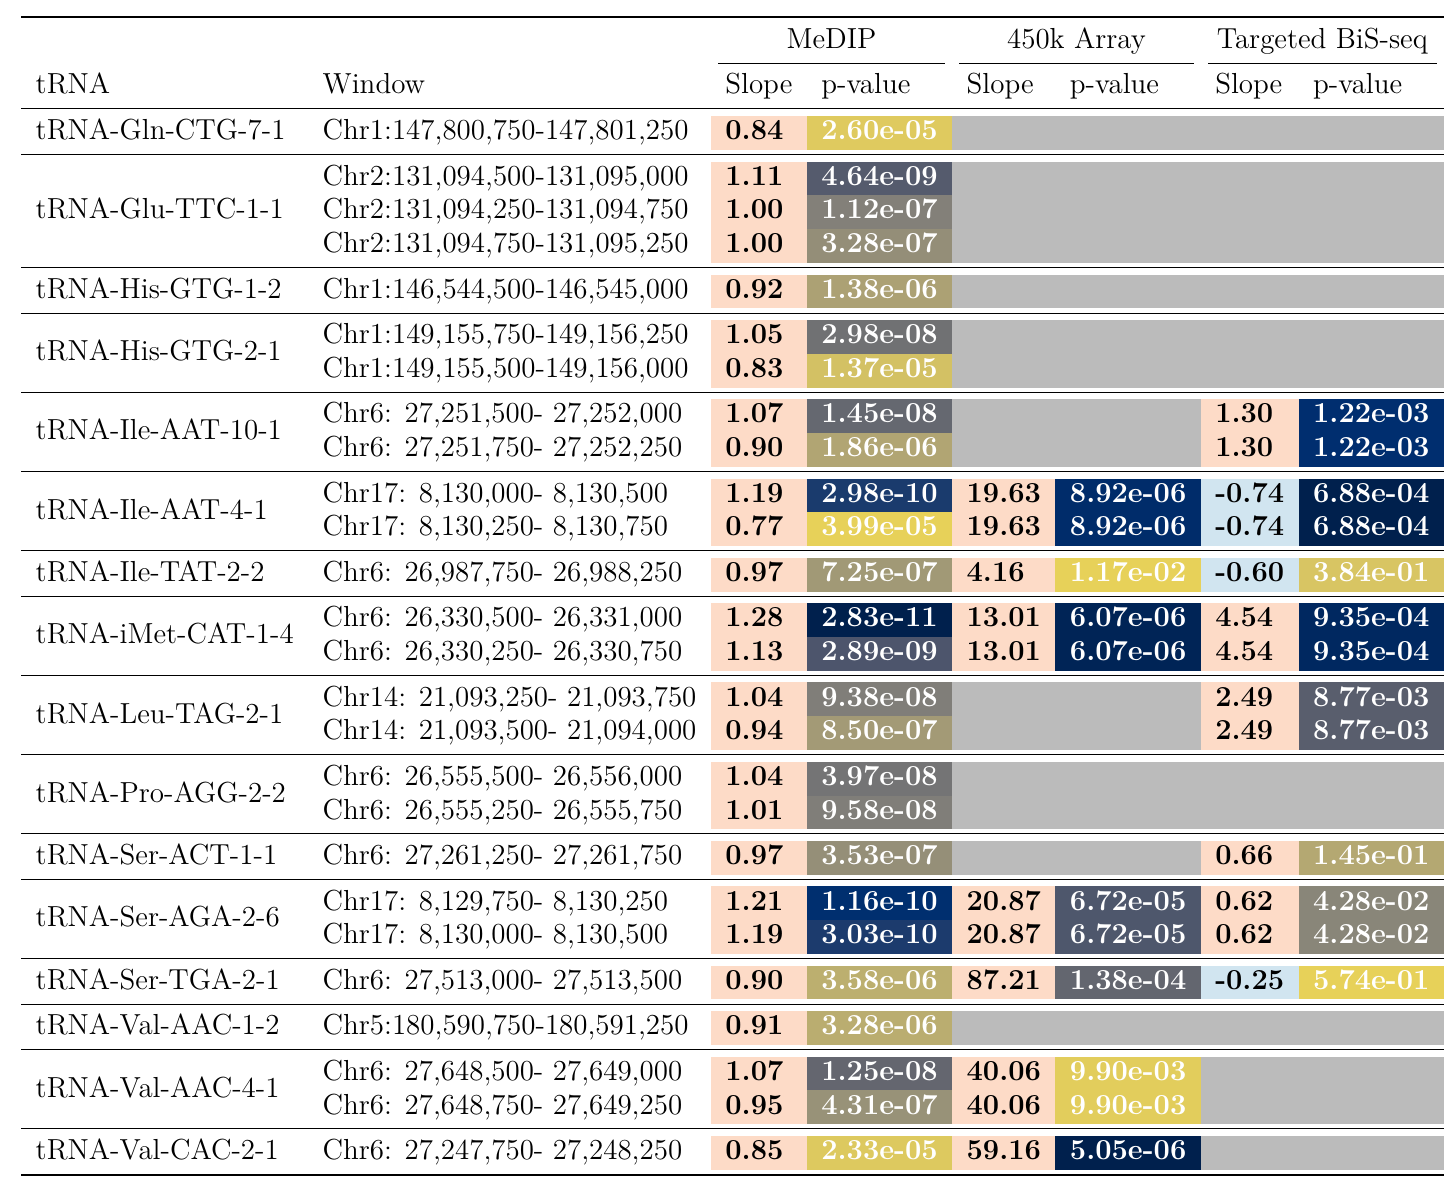 MeDIP 450k Array Targeted BiS-seq
tRNA Window Slope p-value Slope p-value Slope p-value
tRNA-Gln-CTG-7-1 Chr1:147,800,750-147,801,250 0.84 2.60e-05
Chr2:131,094,500-131,095,000 1.11 4.64e-09
tRNA-Glu-TTC-1-1 Chr2:131,094,250-131,094,750 1.00 1.12e-07
Chr2:131,094,750-131,095,250 1.00 3.28e-07
tRNA-His-GTG-1-2 Chr1:146,544,500-146,545,000 0.92 1.38e-06
tRNA-His-GTG-2-1
Chr1:149,155,750-149,156,250 1.05 2.98e-08
Chr1:149,155,500-149,156,000 0.83 1.37e-05
tRNA-Ile-AAT-10-1
Chr6: 27,251,500- 27,252,000 1.07 1.45e-08 1.30 1.22e-03
Chr6: 27,251,750- 27,252,250 0.90 1.86e-06 1.30 1.22e-03
tRNA-Ile-AAT-4-1
Chr17: 8,130,000- 8,130,500 1.19 2.98e-10 19.63 8.92e-06 -0.74 6.88e-04
Chr17: 8,130,250- 8,130,750 0.77 3.99e-05 19.63 8.92e-06 -0.74 6.88e-04
tRNA-Ile-TAT-2-2 Chr6: 26,987,750- 26,988,250 0.97 7.25e-07 4.16 1.17e-02 -0.60 3.84e-01
tRNA-iMet-CAT-1-4
Chr6: 26,330,500- 26,331,000 1.28 2.83e-11 13.01 6.07e-06 4.54 9.35e-04
Chr6: 26,330,250- 26,330,750 1.13 2.89e-09 13.01 6.07e-06 4.54 9.35e-04
tRNA-Leu-TAG-2-1
Chr14: 21,093,250- 21,093,750 1.04 9.38e-08 2.49 8.77e-03
Chr14: 21,093,500- 21,094,000 0.94 8.50e-07 2.49 8.77e-03
tRNA-Pro-AGG-2-2
Chr6: 26,555,500- 26,556,000 1.04 3.97e-08
Chr6: 26,555,250- 26,555,750 1.01 9.58e-08
tRNA-Ser-ACT-1-1 Chr6: 27,261,250- 27,261,750 0.97 3.53e-07 0.66 1.45e-01
tRNA-Ser-AGA-2-6
Chr17: 8,129,750- 8,130,250 1.21 1.16e-10 20.87 6.72e-05 0.62 4.28e-02
Chr17: 8,130,000- 8,130,500 1.19 3.03e-10 20.87 6.72e-05 0.62 4.28e-02
tRNA-Ser-TGA-2-1 Chr6: 27,513,000- 27,513,500 0.90 3.58e-06 87.21 1.38e-04 -0.25 5.74e-01
tRNA-Val-AAC-1-2 Chr5:180,590,750-180,591,250 0.91 3.28e-06
tRNA-Val-AAC-4-1
Chr6: 27,648,500- 27,649,000 1.07 1.25e-08 40.06 9.90e-03
Chr6: 27,648,750- 27,649,250 0.95 4.31e-07 40.06 9.90e-03
tRNA-Val-CAC-2-1 Chr6: 27,247,750- 27,248,250 0.85 2.33e-05 59.16 5.05e-06